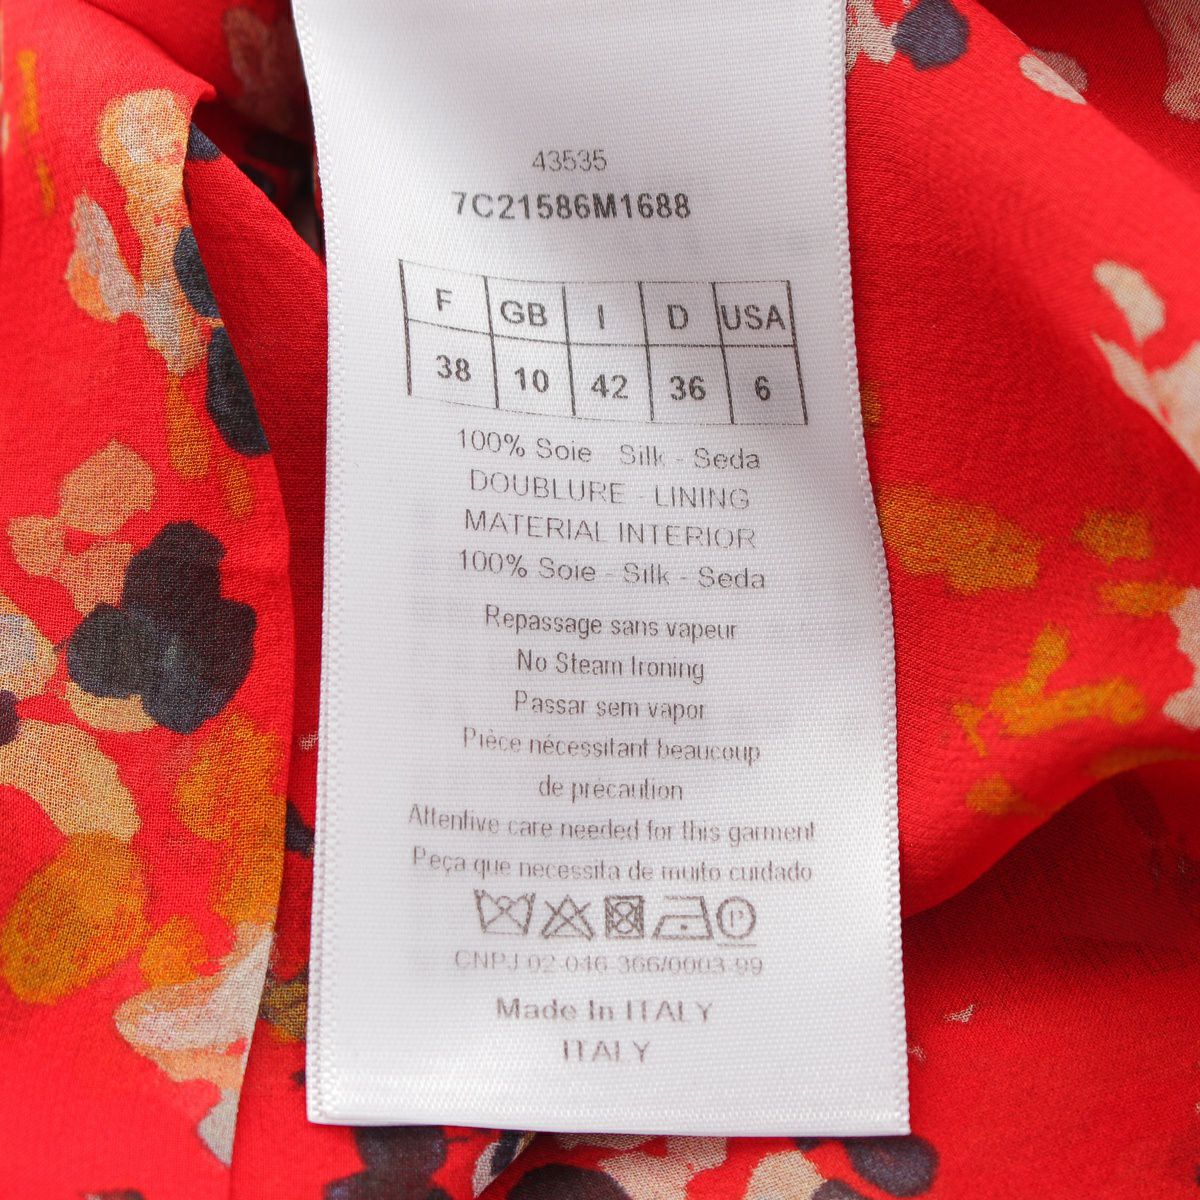 43535
7C21586M1688
F GB I D USA
38 10 42 36 6
100% Soie - Silk - Seda
DOUBLURE - LINING
MATERIAL INTERIOR
100% Soie - Silk - Seda
Repassage sans vapeur
No Steam Ironing
Passar sem vapor
Pièce nécessitant beaucoup
de précaution
Attentive care needed for this garment
Peça que necessita de muito cuidado
P
CNPJ 02 046 366/0003-99
Made In ITALY
ITALY